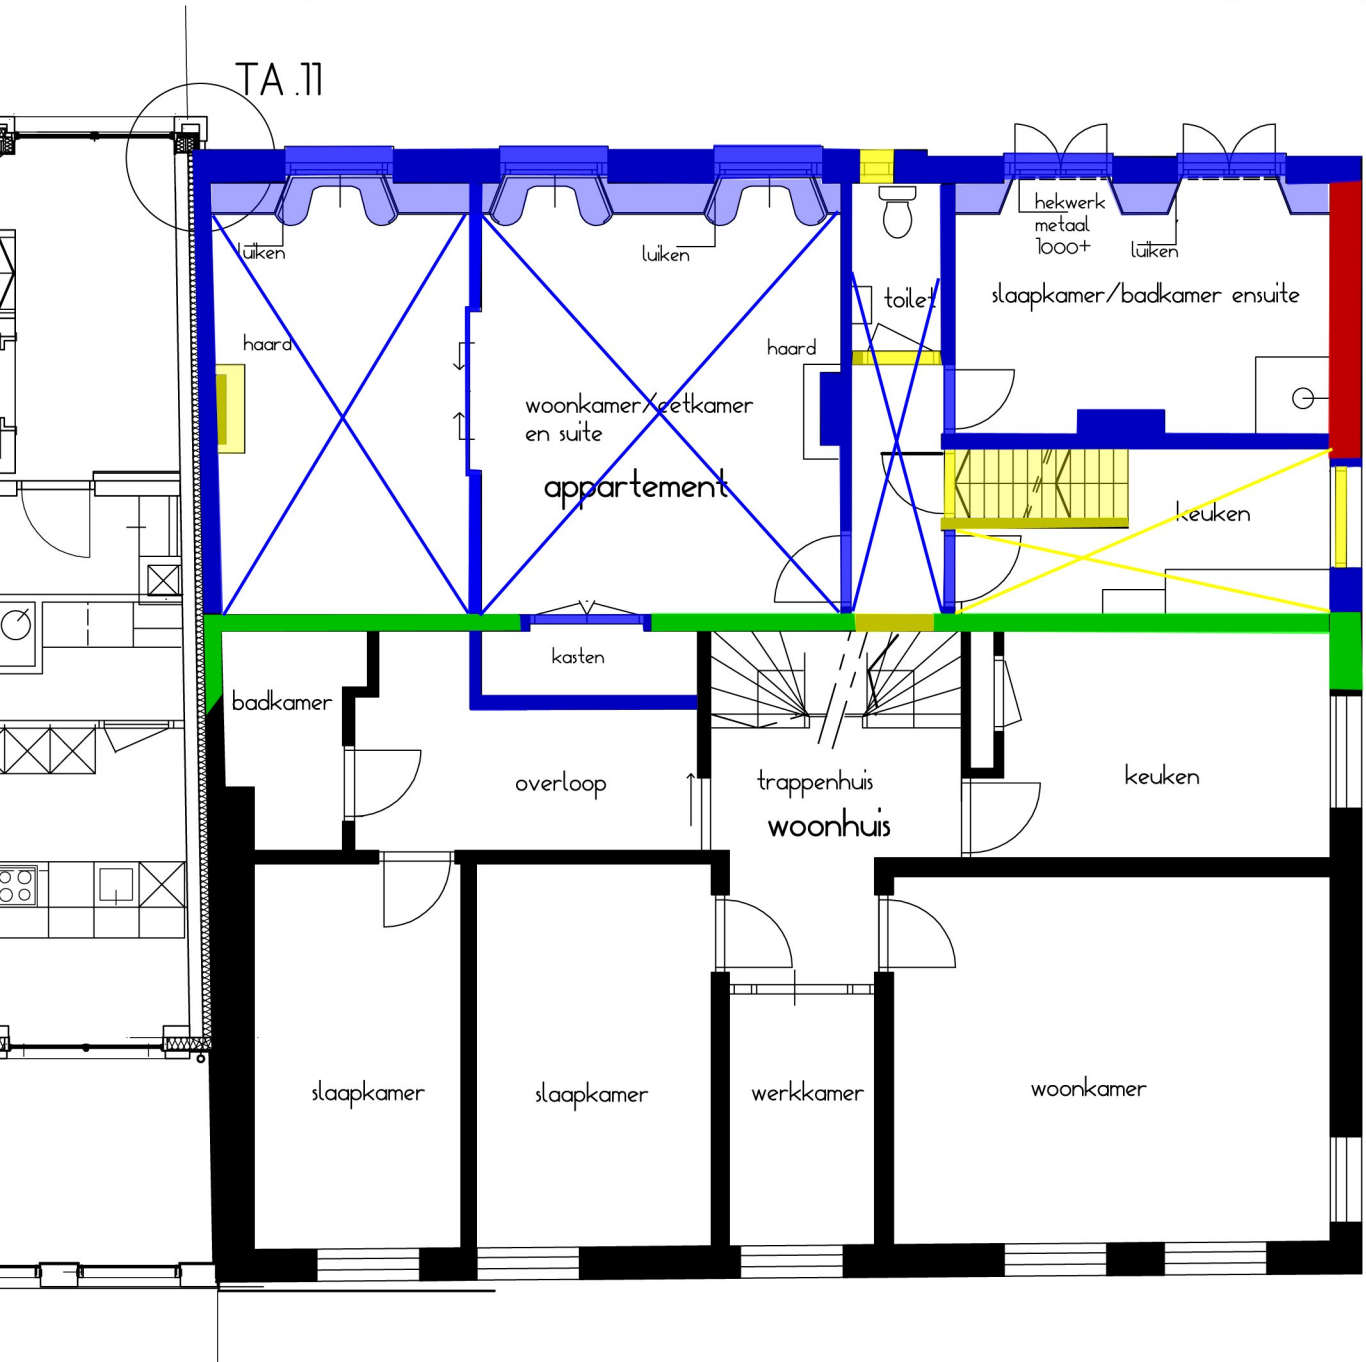 TA.11
hekwerk
metaal
1000+
luiken
luiken
luiken
slaapkamer/badkamer ensuite
toilet
haard
haard
woonkamer/eetkamer
en suite
appartement
keuken
kasten
badkamer
overloop
trappenhuis
woonhuis
keuken
slaapkamer
slaapkamer
werkkamer
woonkamer